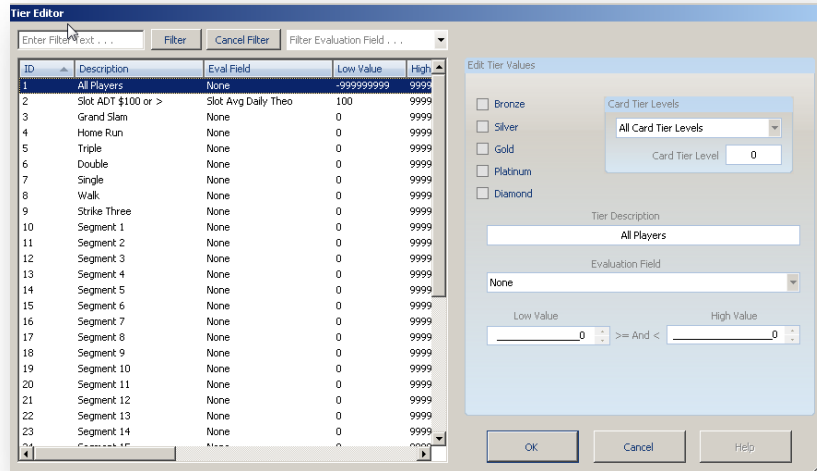 Tier Editor
Enter Filter Text . . . Filter Cancel Filter Filter Evaluation Field . . .
ID Description Eval Field Low Value High
1 All Players None -999999999 9999
2 Slot ADT $100 or > Slot Avg Daily Theo 100 9999
3 Grand Slam None 0 9999
4 Home Run None 0 9999
5 Triple None 0 9999
6 Double None 0 9999
7 Single None 0 9999
8 Walk None 0 9999
9 Strike Three None 0 9999
10 Segment 1 None 0 9999
11 Segment 2 None 0 9999
12 Segment 3 None 0 9999
13 Segment 4 None 0 9999
14 Segment 5 None 0 9999
15 Segment 6 None 0 9999
16 Segment 7 None 0 9999
17 Segment 8 None 0 9999
18 Segment 9 None 0 9999
19 Segment 10 None 0 9999
20 Segment 11 None 0 9999
21 Segment 12 None 0 9999
22 Segment 13 None 0 9999
23 Segment 14 None 0 9999
24 Segment 15 None 0 9999
Edit Tier Values
Bronze
Silver
Gold
Platinum
Diamond
Card Tier Levels
All Card Tier Levels
Card Tier Level 0
Tier Description
All Players
Evaluation Field
None
Low Value High Value
0 >= And < 0
OK Cancel Help